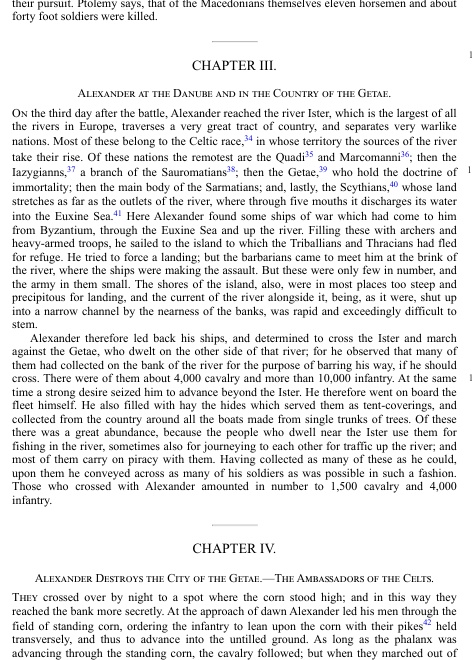 their pursuit. Ptolemy says, that of the Macedonians themselves eleven horsemen and about
forty foot soldiers were killed.
CHAPTER III.
ALEXANDER AT THE DANUBE AND IN THE COUNTRY OF THE GETAE.
ON the third day after the battle, Alexander reached the river Ister, which is the largest of all
the rivers in Europe, traverses a very great tract of country, and separates very warlike
nations. Most of these belong to the Celtic race,34 in whose territory the sources of the river
take their rise. Of these nations the remotest are the Quadi35 and Marcomanni36; then the
Iazygianns,37 a branch of the Sauromatians38; then the Getae,39 who hold the doctrine of
immortality; then the main body of the Sarmatians; and, lastly, the Scythians,40 whose land
stretches as far as the outlets of the river, where through five mouths it discharges its water
into the Euxine Sea.41 Here Alexander found some ships of war which had come to him
from Byzantium, through the Euxine Sea and up the river. Filling these with archers and
heavy-armed troops, he sailed to the island to which the Triballians and Thracians had fled
for refuge. He tried to force a landing; but the barbarians came to meet him at the brink of
the river, where the ships were making the assault. But these were only few in number, and
the army in them small. The shores of the island, also, were in most places too steep and
precipitous for landing, and the current of the river alongside it, being, as it were, shut up
into a narrow channel by the nearness of the banks, was rapid and exceedingly difficult to
stem.
Alexander therefore led back his ships, and determined to cross the Ister and march
against the Getae, who dwelt on the other side of that river; for he observed that many of
them had collected on the bank of the river for the purpose of barring his way, if he should
cross. There were of them about 4,000 cavalry and more than 10,000 infantry. At the same
time a strong desire seized him to advance beyond the Ister. He therefore went on board the
fleet himself. He also filled with hay the hides which served them as tent-coverings, and
collected from the country around all the boats made from single trunks of trees. Of these
there was a great abundance, because the people who dwell near the Ister use them for
fishing in the river, sometimes also for journeying to each other for traffic up the river; and
most of them carry on piracy with them. Having collected as many of these as he could,
upon them he conveyed across as many of his soldiers as was possible in such a fashion.
Those who crossed with Alexander amounted in number to 1,500 cavalry and 4,000
infantry.
CHAPTER IV.
ALEXANDER DESTROYS THE CITY OF THE GETAE.—THE AMBASSADORS OF THE CELTS.
THEY crossed over by night to a spot where the corn stood high; and in this way they
reached the bank more secretly. At the approach of dawn Alexander led his men through the
field of standing corn, ordering the infantry to lean upon the corn with their pikes42 held
transversely, and thus to advance into the untilled ground. As long as the phalanx was
advancing through the standing corn, the cavalry followed; but when they marched out of